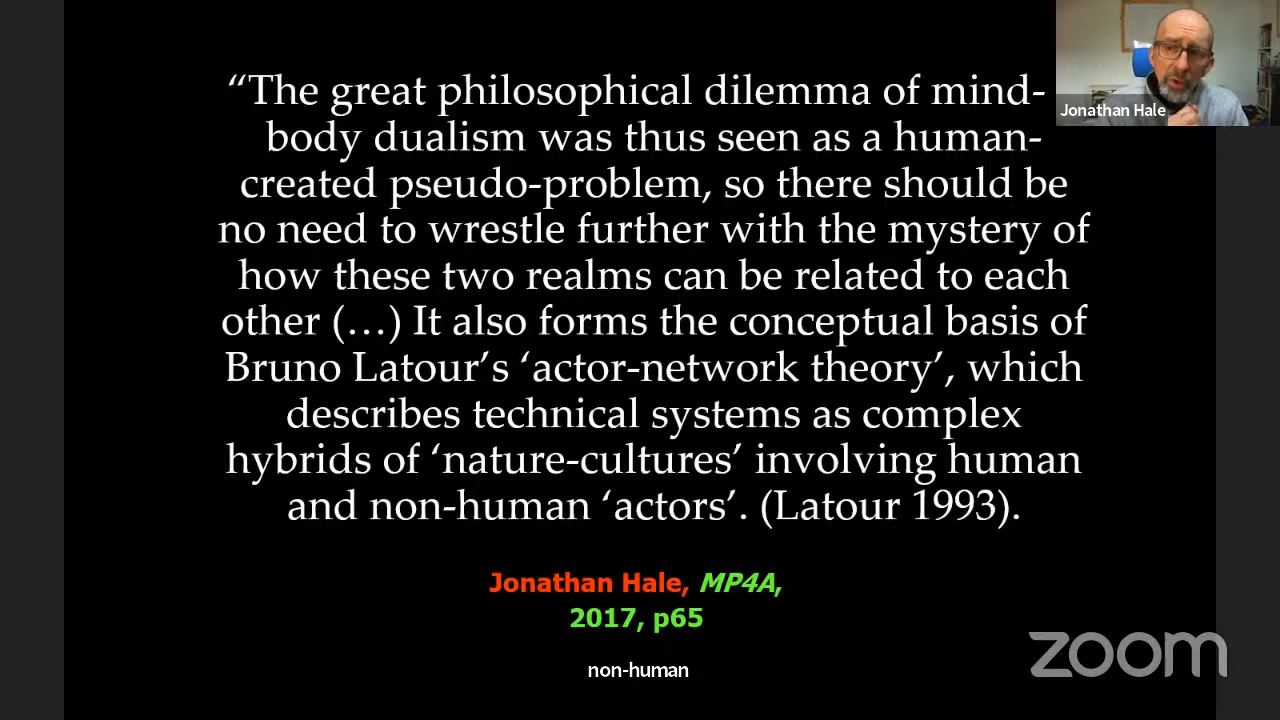 “The great philosophical dilemma of mind-
body dualism was thus seen as a human-
created pseudo-problem, so there should be
no need to wrestle further with the mystery of
how these two realms can be related to each
other (…) It also forms the conceptual basis of
Bruno Latour’s ‘actor-network theory’, which
describes technical systems as complex
hybrids of ‘nature-cultures’ involving human
and non-human ‘actors’. (Latour 1993).
Jonathan Hale, MP4A,
2017, p65
non-human
Jonathan Hale
zoom